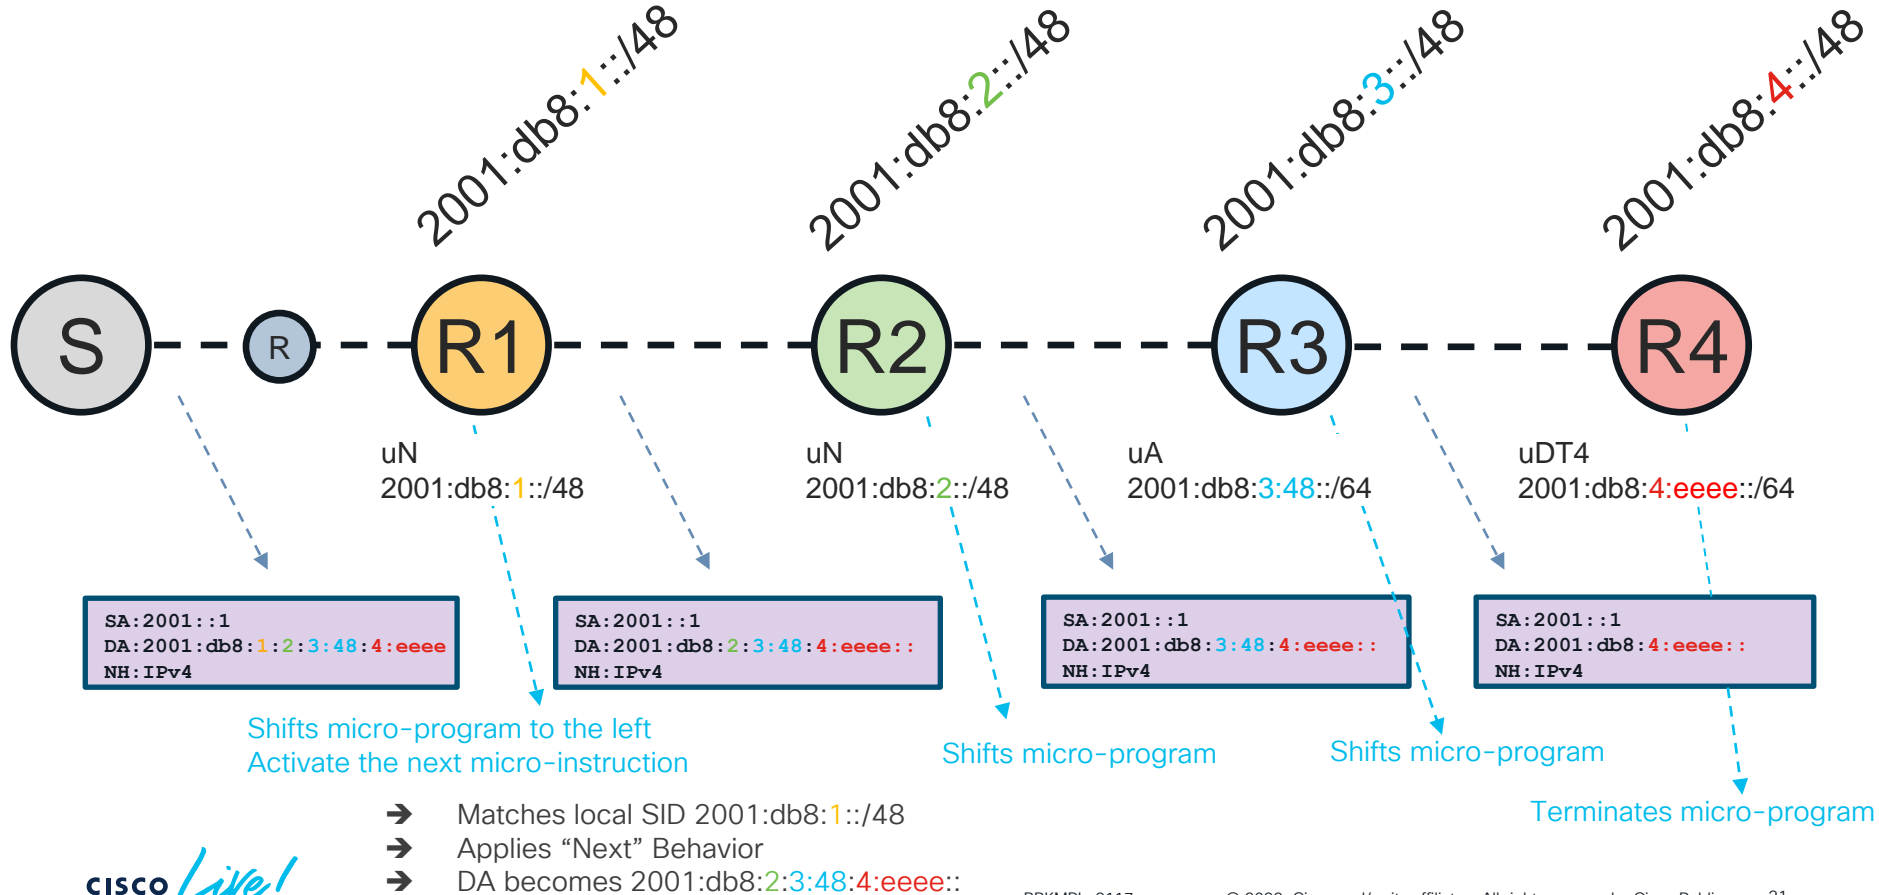 2001:db8:1::/48
2001:db8:2::/48
2001:db8:3::/48
2001:db8:4::/48
S
R
R1
R2
R3
R4
uN
2001:db8:1::/48
uN
2001:db8:2::/48
uA
2001:db8:3:48::/64
uDT4
2001:db8:4:eeee::/64
SA:2001::1
DA:2001:db8:1:2:3:48:4:eeee
NH:IPv4
SA:2001::1
DA:2001:db8:2:3:48:4:eeee::
NH:IPv4
SA:2001::1
DA:2001:db8:3:48:4:eeee::
NH:IPv4
SA:2001::1
DA:2001:db8:4:eeee::
NH:IPv4
Shifts micro-program to the left
Activate the next micro-instruction
Shifts micro-program
Shifts micro-program
Terminates micro-program
➔ Matches local SID 2001:db8:1::/48
➔ Applies “Next” Behavior
➔ DA becomes 2001:db8:2:3:48:4:eeee::
CISCO Live!